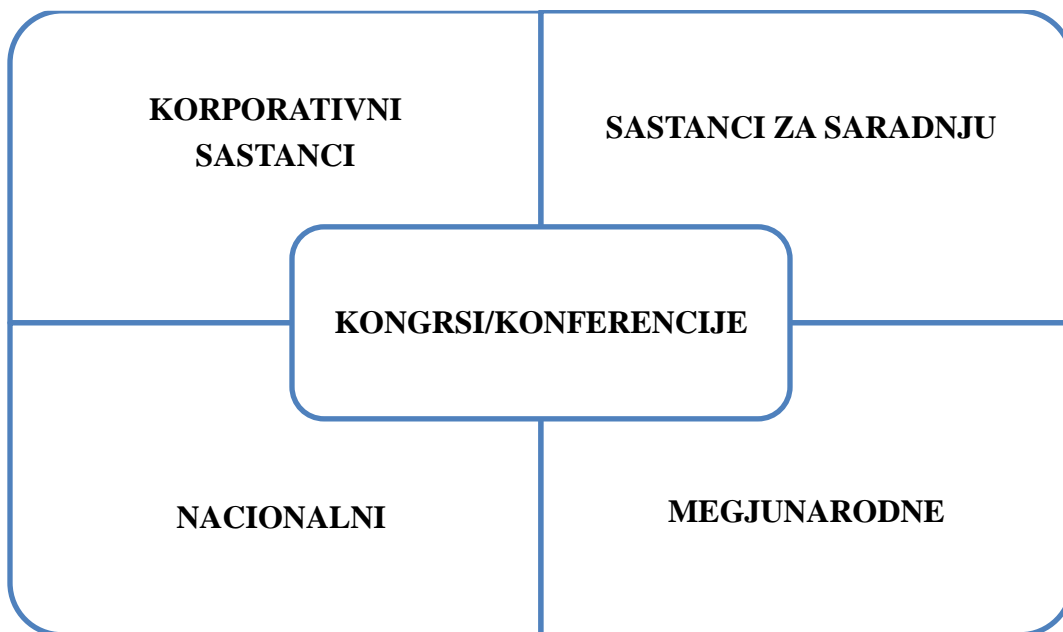 KORPORATIVNI
SASTANCI
SASTANCI ZA SARADNJU
KONGRSI/KONFERENCIJE
NACIONALNI
MEGJUNARODNE